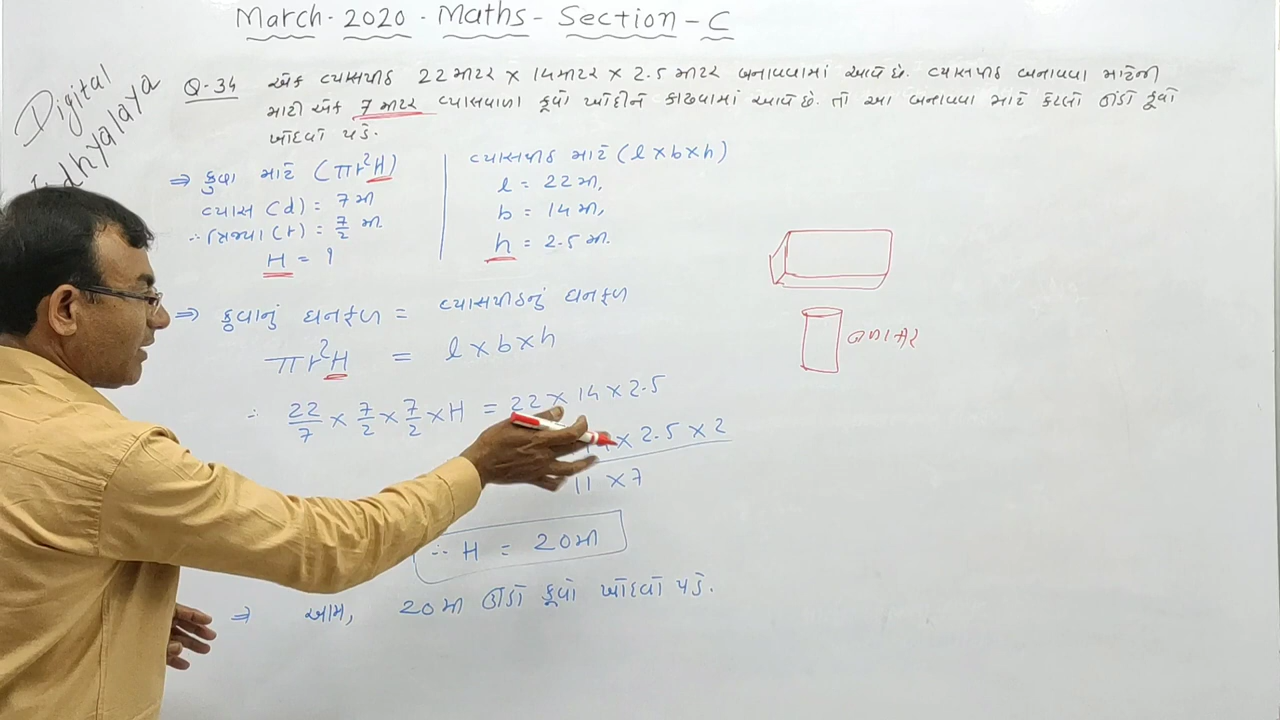 March - 2020 - Maths - Section - C
Digital
Q-34 એક વ્યાસપીઠ 22 મીટર × 14 મીટર × 2.5 મીટર બનાવવામાં આવે છે. વ્યાસપીઠ બનાવવા માટેની
માટી એક 7 મીટર વ્યાસવાળા કૂવો ખોદીને કાઢવામાં આવે છે. તો આ બનાવવા માટે કેટલો ઊંડો કૂવો
ખોદવો પડે.
⇒ કુવા માટે (πr²H)
વ્યાસ (d) = 7 મી
∴ ત્રિજ્યા (r) = 7/2 મી.
H = ?
વ્યાસપીઠ માટે (l × b × h)
l = 22 મી,
b = 14 મી,
h = 2.5 મી.
⇒ કુવાનું ઘનફળ = વ્યાસપીઠનું ઘનફળ
πr²H = l × b × h
∴ 22/7 × 7/2 × 7/2 × H = 22 × 14 × 2.5
× 2.5 × 2
11 × 7
∴ H = 20 મી
⇒ આમ, 20 મી ઊંડો કૂવો ખોદવો પડે.
નળાકાર